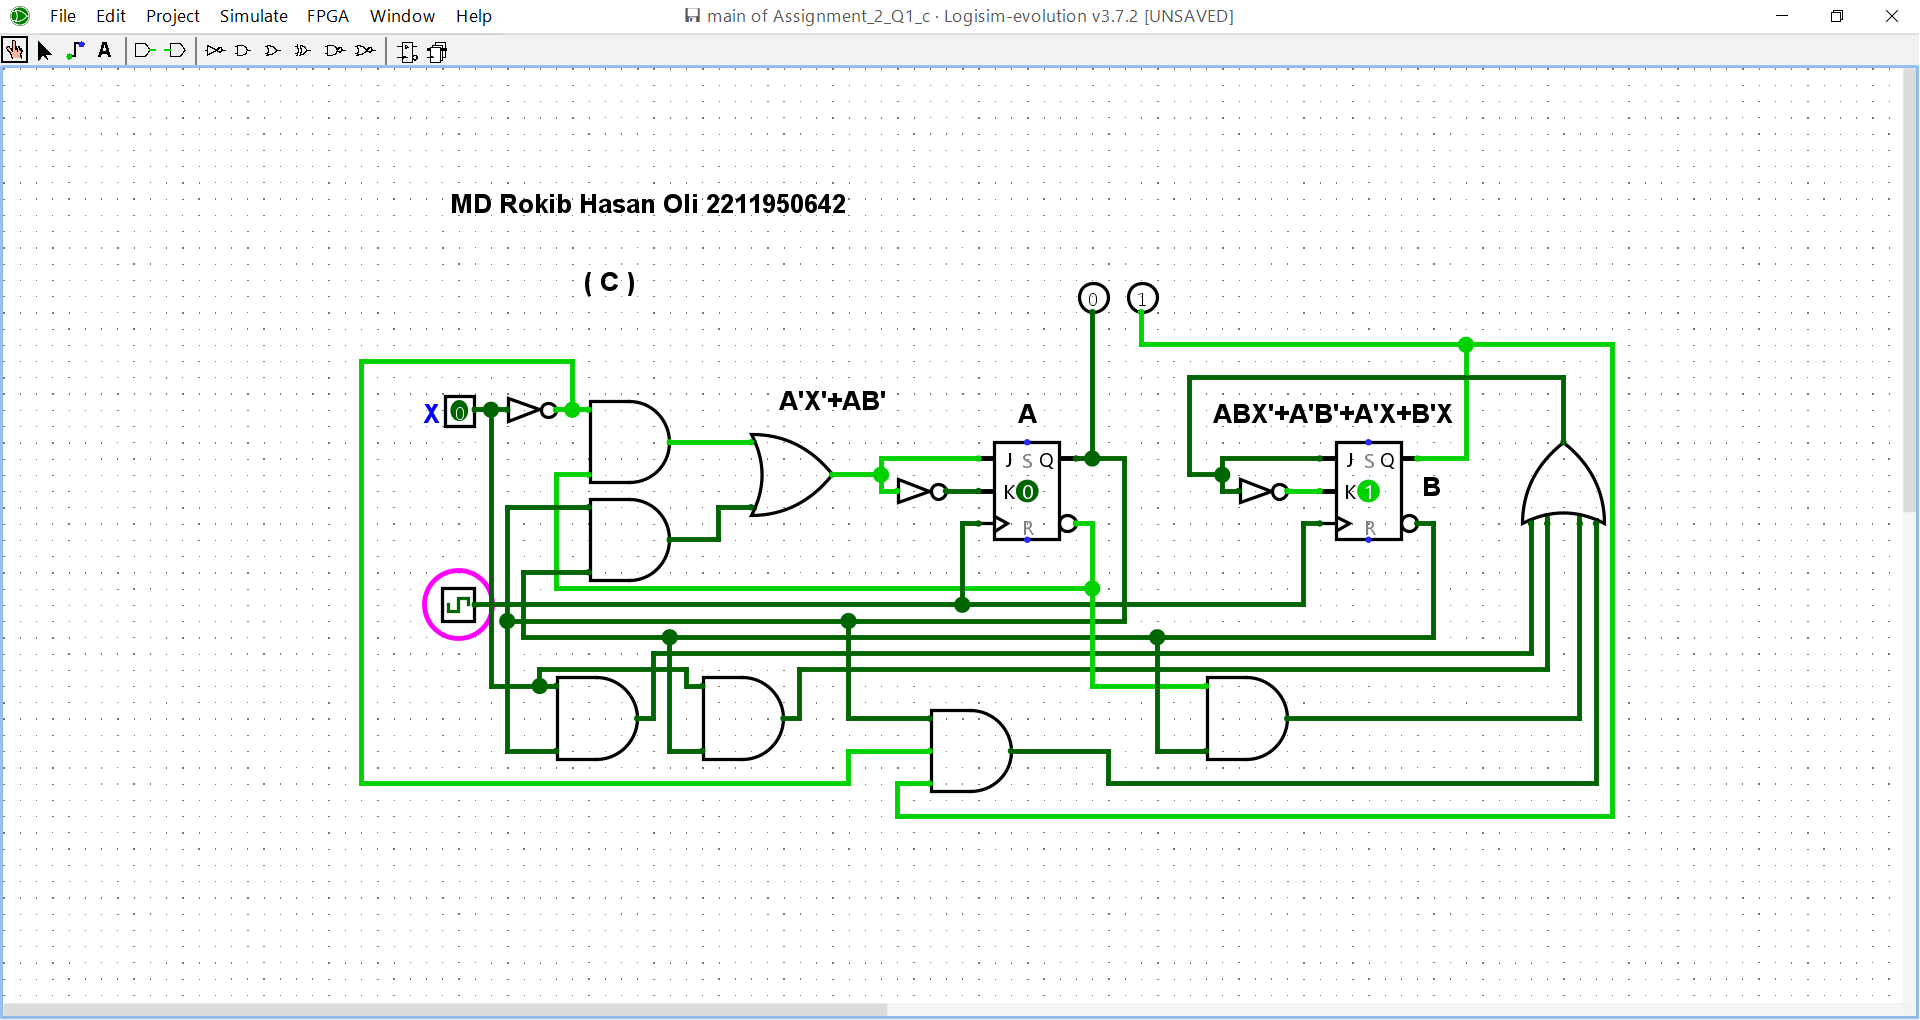 File Edit Project Simulate FPGA Window Help
main of Assignment_2_Q1_c · Logisim-evolution v3.7.2 [UNSAVED]
A
MD Rokib Hasan Oli 2211950642
( C )
0 1
A'X'+AB'
X 0
A
ABX'+A'B'+A'X+B'X
J S Q
K 0
R
J S Q
K 1
R
B